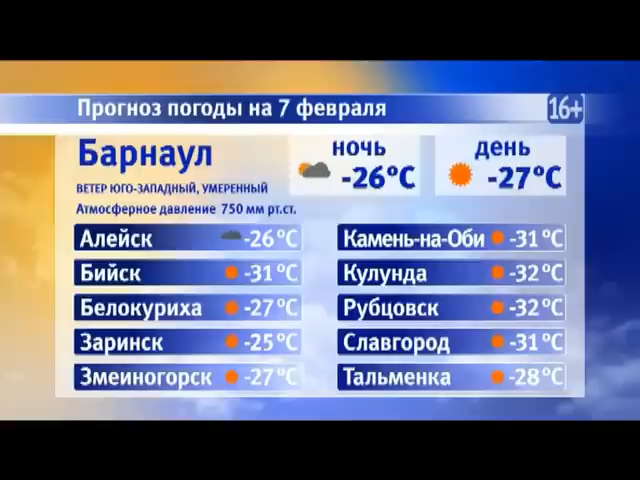 Прогноз погоды на 7 февраля 16+
Барнаул
ВЕТЕР ЮГО-ЗАПАДНЫЙ, УМЕРЕННЫЙ
Атмосферное давление 750 мм рт.ст.
ночь
-26°C
день
-27°C
Алейск -26°C
Бийск -31°C
Белокуриха -27°C
Заринск -25°C
Змеиногорск -27°C
Камень-на-Оби -31°C
Кулунда -32°C
Рубцовск -32°C
Славгород -31°C
Тальменка -28°C